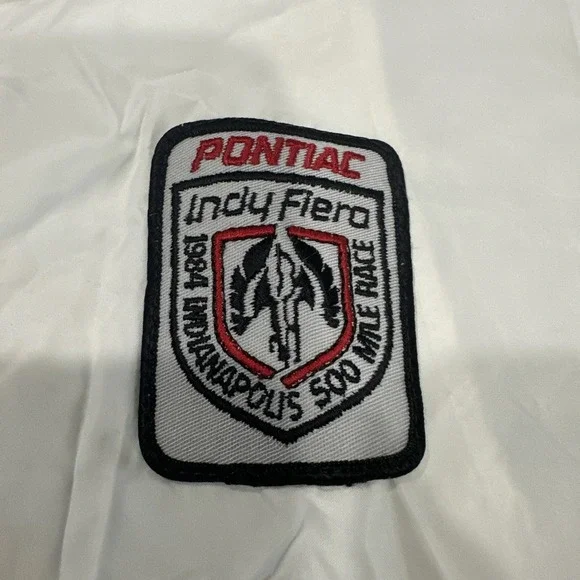 PONTIAC
Indy Fiero
1984 INDIANAPOLIS 500 MILE RACE